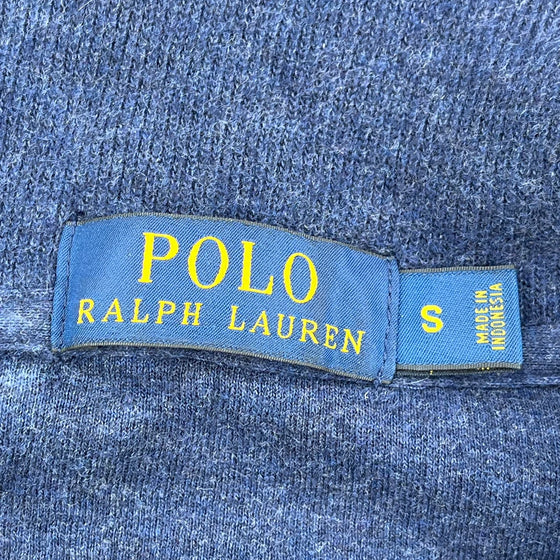 POLO
RALPH LAUREN
S
MADE IN
INDONESIA